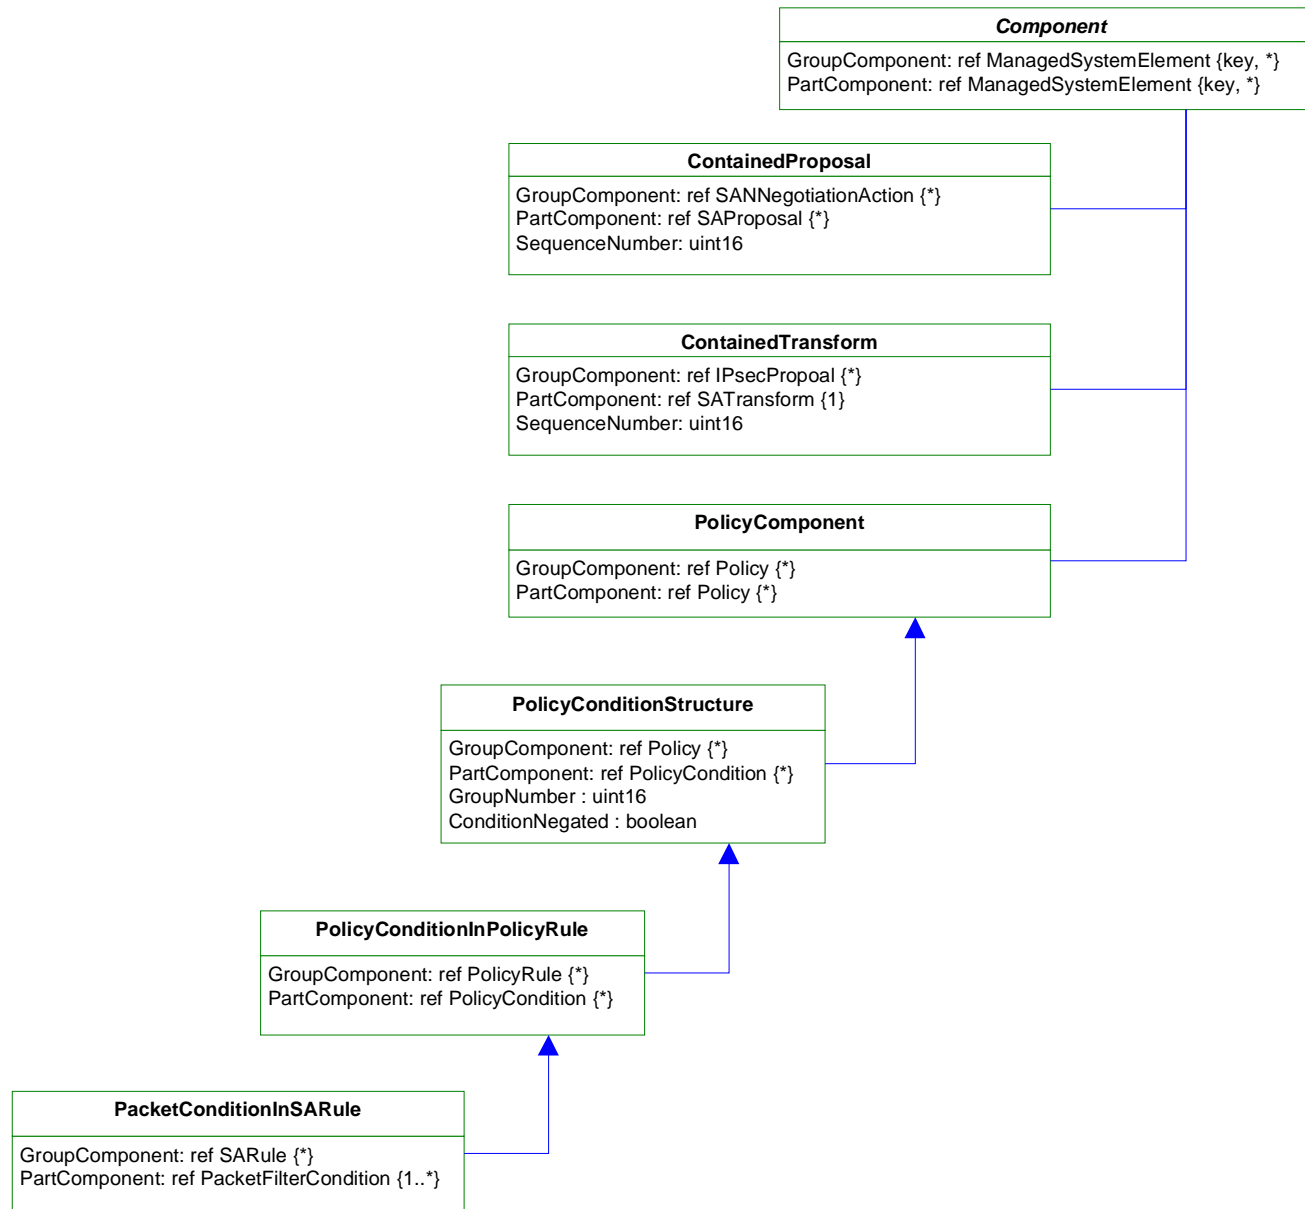 Component
GroupComponent: ref ManagedSystemElement {key, *}
PartComponent: ref ManagedSystemElement {key, *}
ContainedProposal
GroupComponent: ref SANNegotiationAction {*}
PartComponent: ref SAProposal {*}
SequenceNumber: uint16
ContainedTransform
GroupComponent: ref IPsecPropoal {*}
PartComponent: ref SATransform {1}
SequenceNumber: uint16
PolicyComponent
GroupComponent: ref Policy {*}
PartComponent: ref Policy {*}
PolicyConditionStructure
GroupComponent: ref Policy {*}
PartComponent: ref PolicyCondition {*}
GroupNumber : uint16
ConditionNegated : boolean
PolicyConditionInPolicyRule
GroupComponent: ref PolicyRule {*}
PartComponent: ref PolicyCondition {*}
PacketConditionInSARule
GroupComponent: ref SARule {*}
PartComponent: ref PacketFilterCondition {1..*}